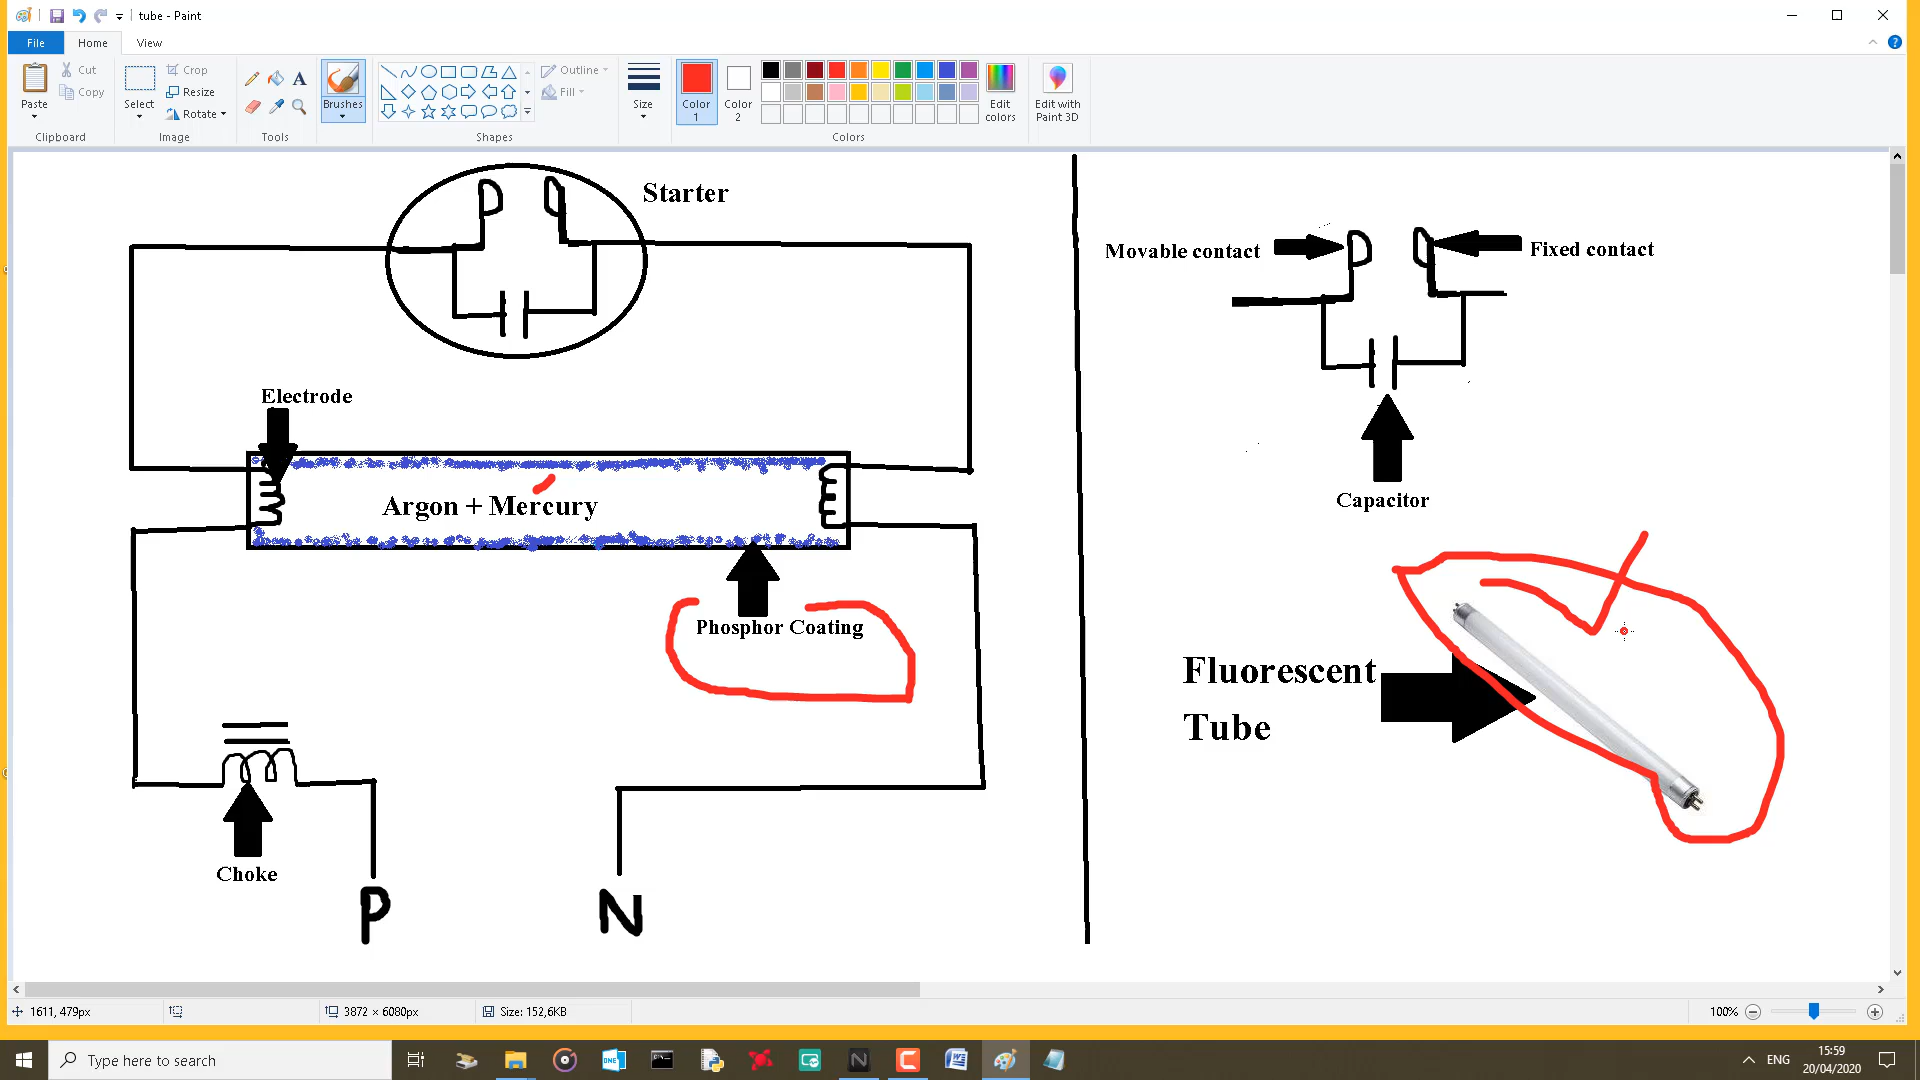 tube - Paint
File
Home
View
Paste
Cut
Copy
Clipboard
Select
Crop
Resize
Rotate
Image
A
Tools
Brushes
Outline
Fill
Shapes
Size
Color
1
Color
2
Edit
colors
Colors
Edit with
Paint 3D
Starter
Electrode
Argon + Mercury
Phosphor Coating
Choke
P
N
Movable contact
Fixed contact
Capacitor
Fluorescent
Tube
1611, 479px
3872 × 6080px
Size: 152,6KB
100%
Type here to search
ENG
15:59
20/04/2020